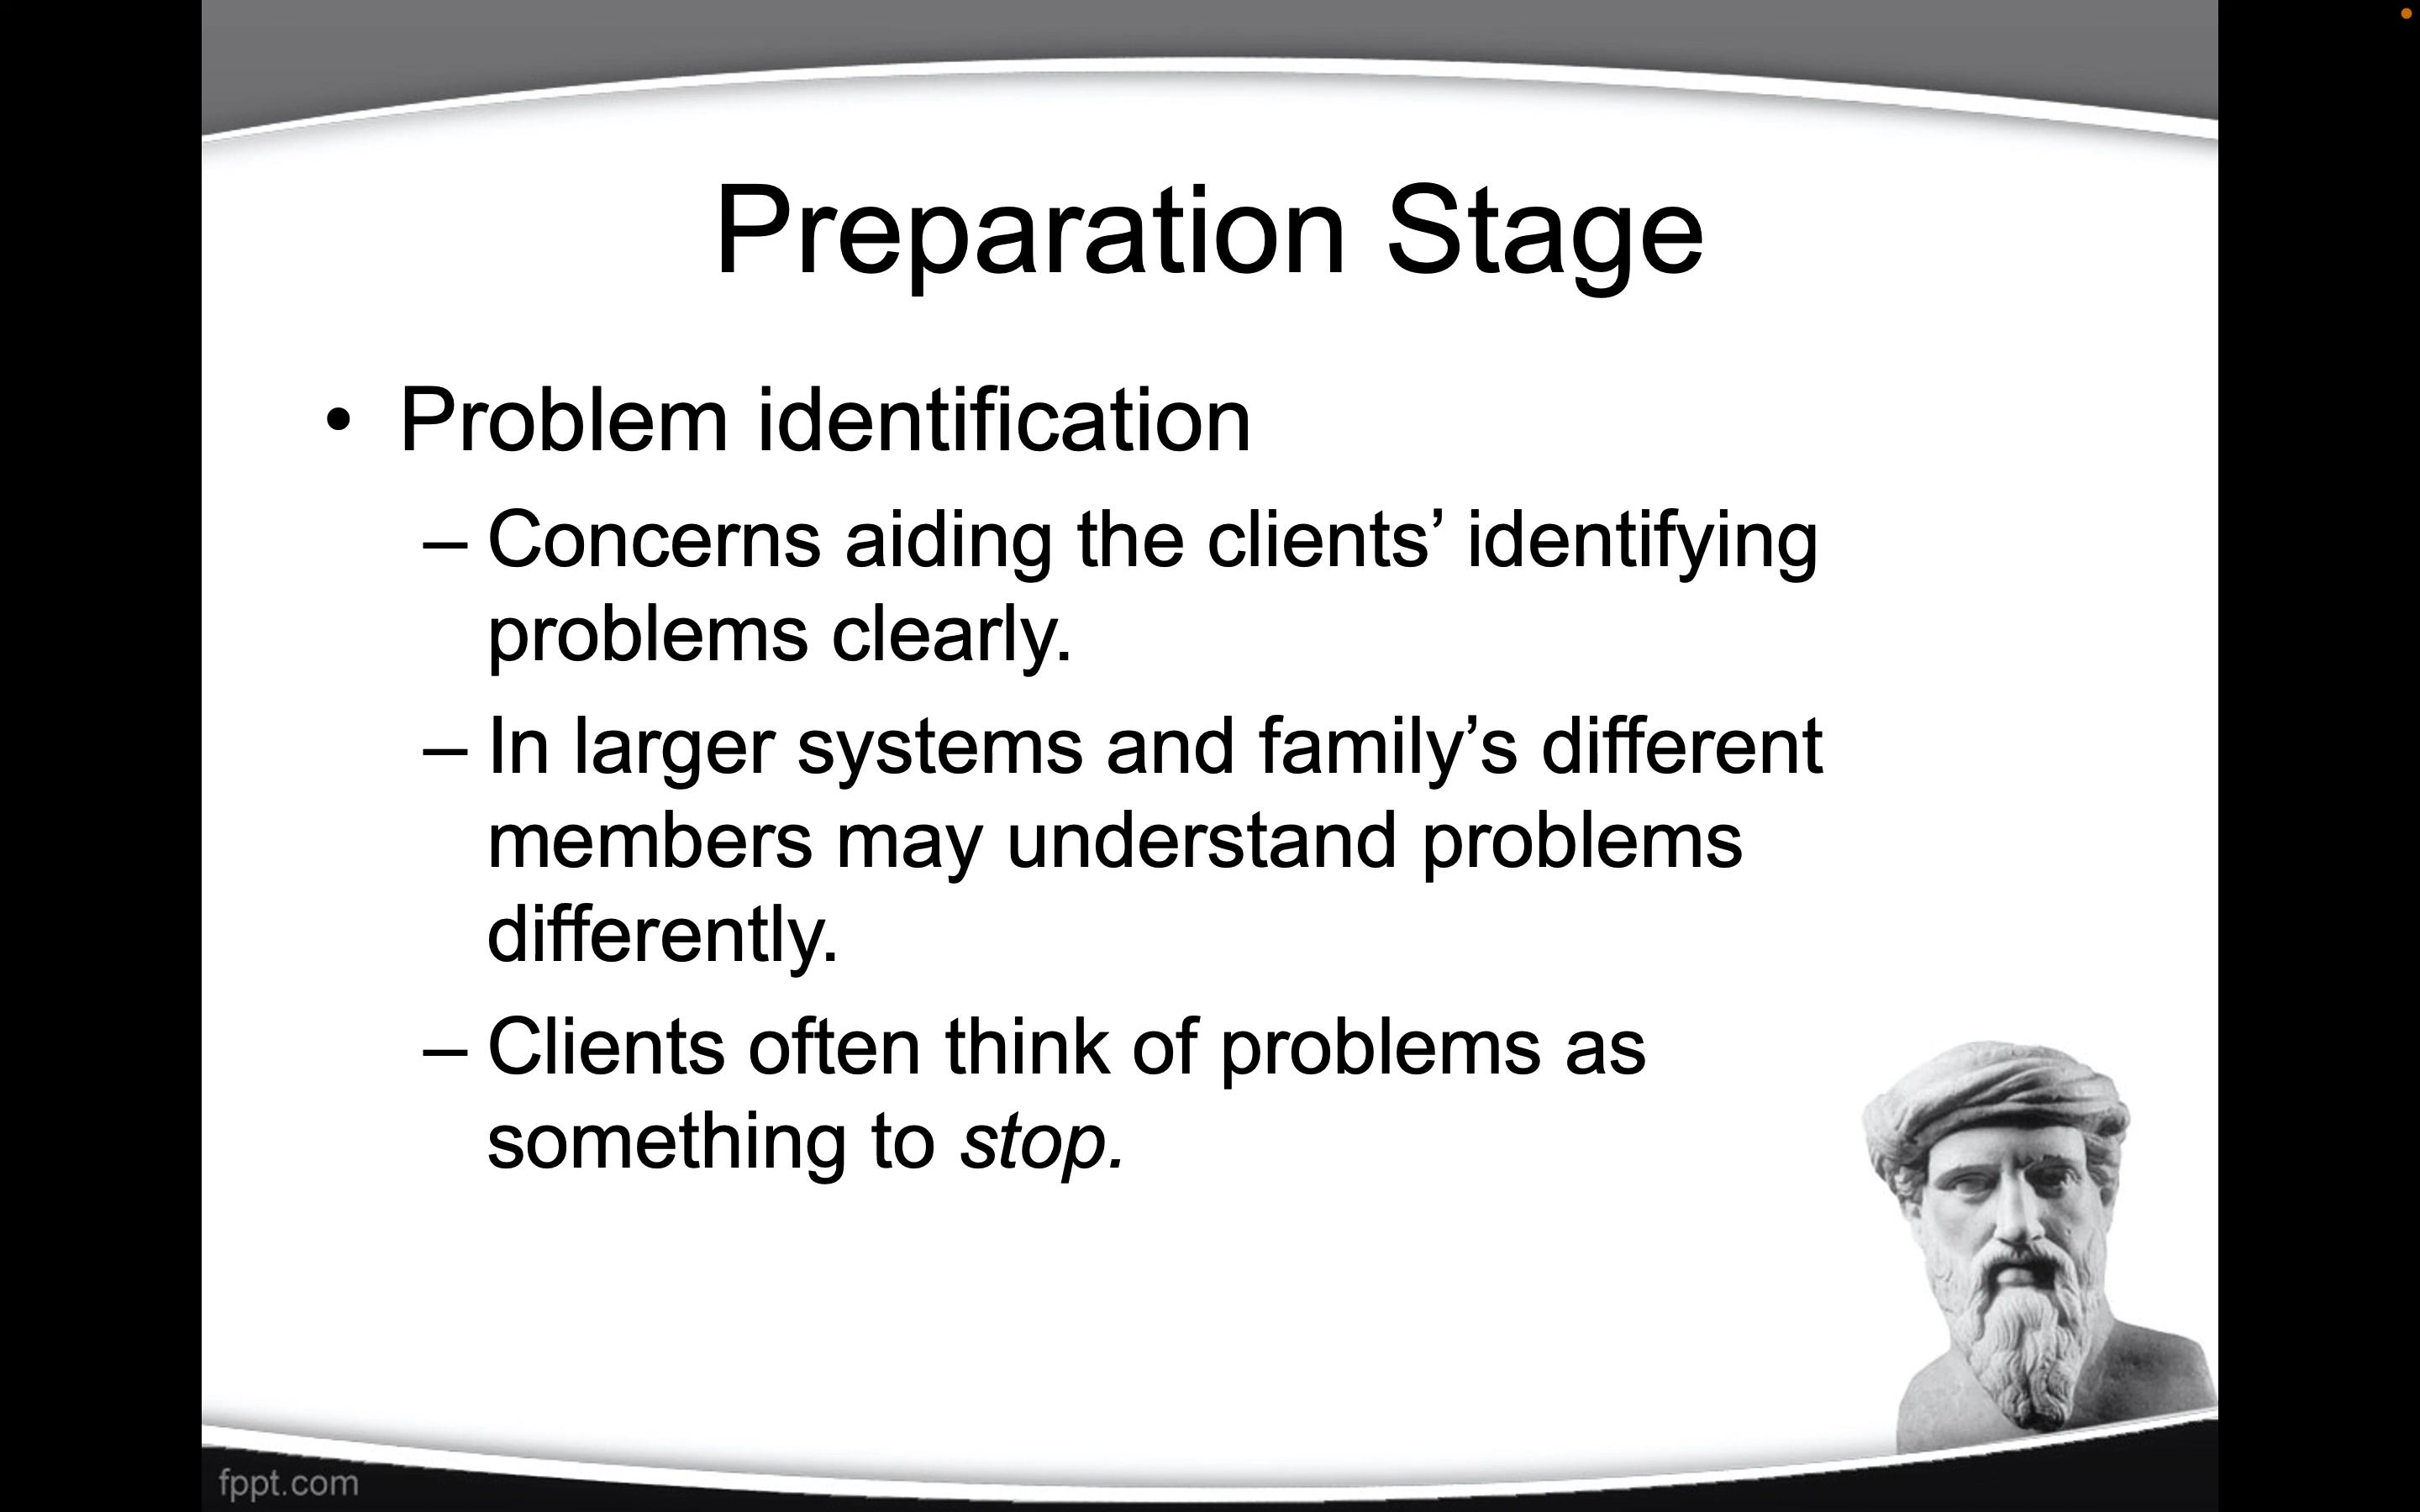 Preparation Stage
• Problem identification
– Concerns aiding the clients’ identifying
problems clearly.
– In larger systems and family’s different
members may understand problems
differently.
– Clients often think of problems as
something to stop.
fppt.com